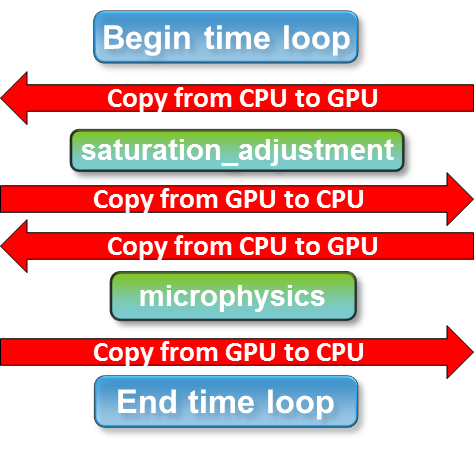 Begin time loop
Copy from CPU to GPU
saturation_adjustment
Copy from GPU to CPU
Copy from CPU to GPU
microphysics
Copy from GPU to CPU
End time loop